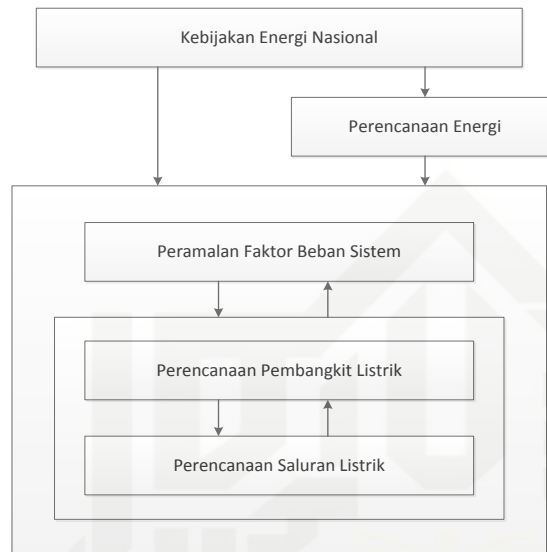 Kebijakan Energi Nasional
Perencanaan Energi
Peramalan Faktor Beban Sistem
Perencanaan Pembangkit Listrik
Perencanaan Saluran Listrik